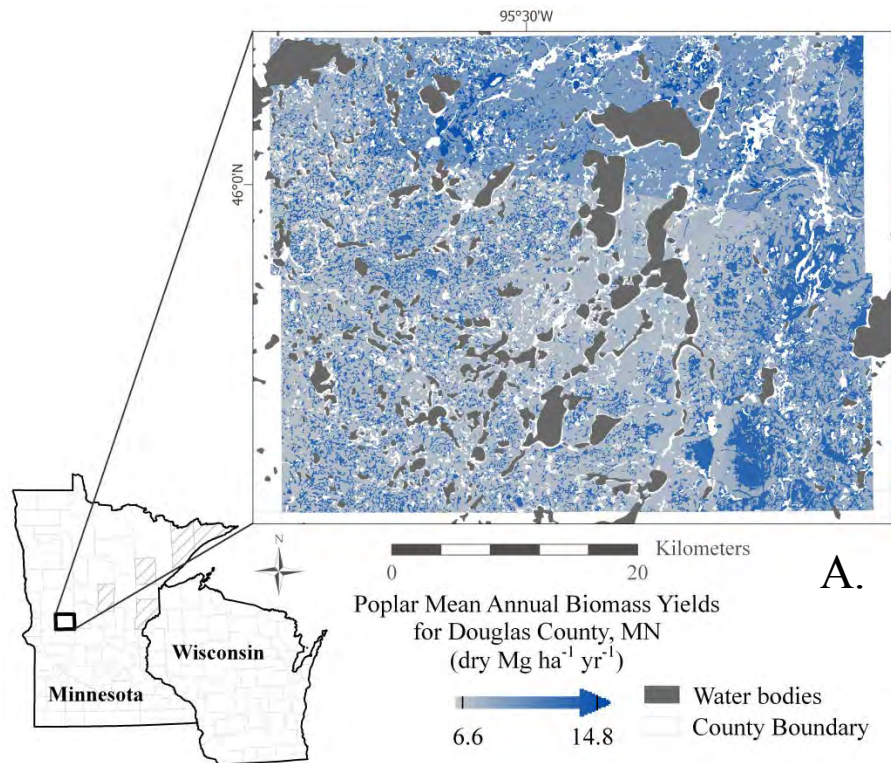 95°30'W
46°0'N
N
Kilometers
0 20
A.
Poplar Mean Annual Biomass Yields
for Douglas County, MN
(dry Mg ha⁻¹ yr⁻¹)
Wisconsin
Minnesota
Water bodies
County Boundary
6.6 14.8